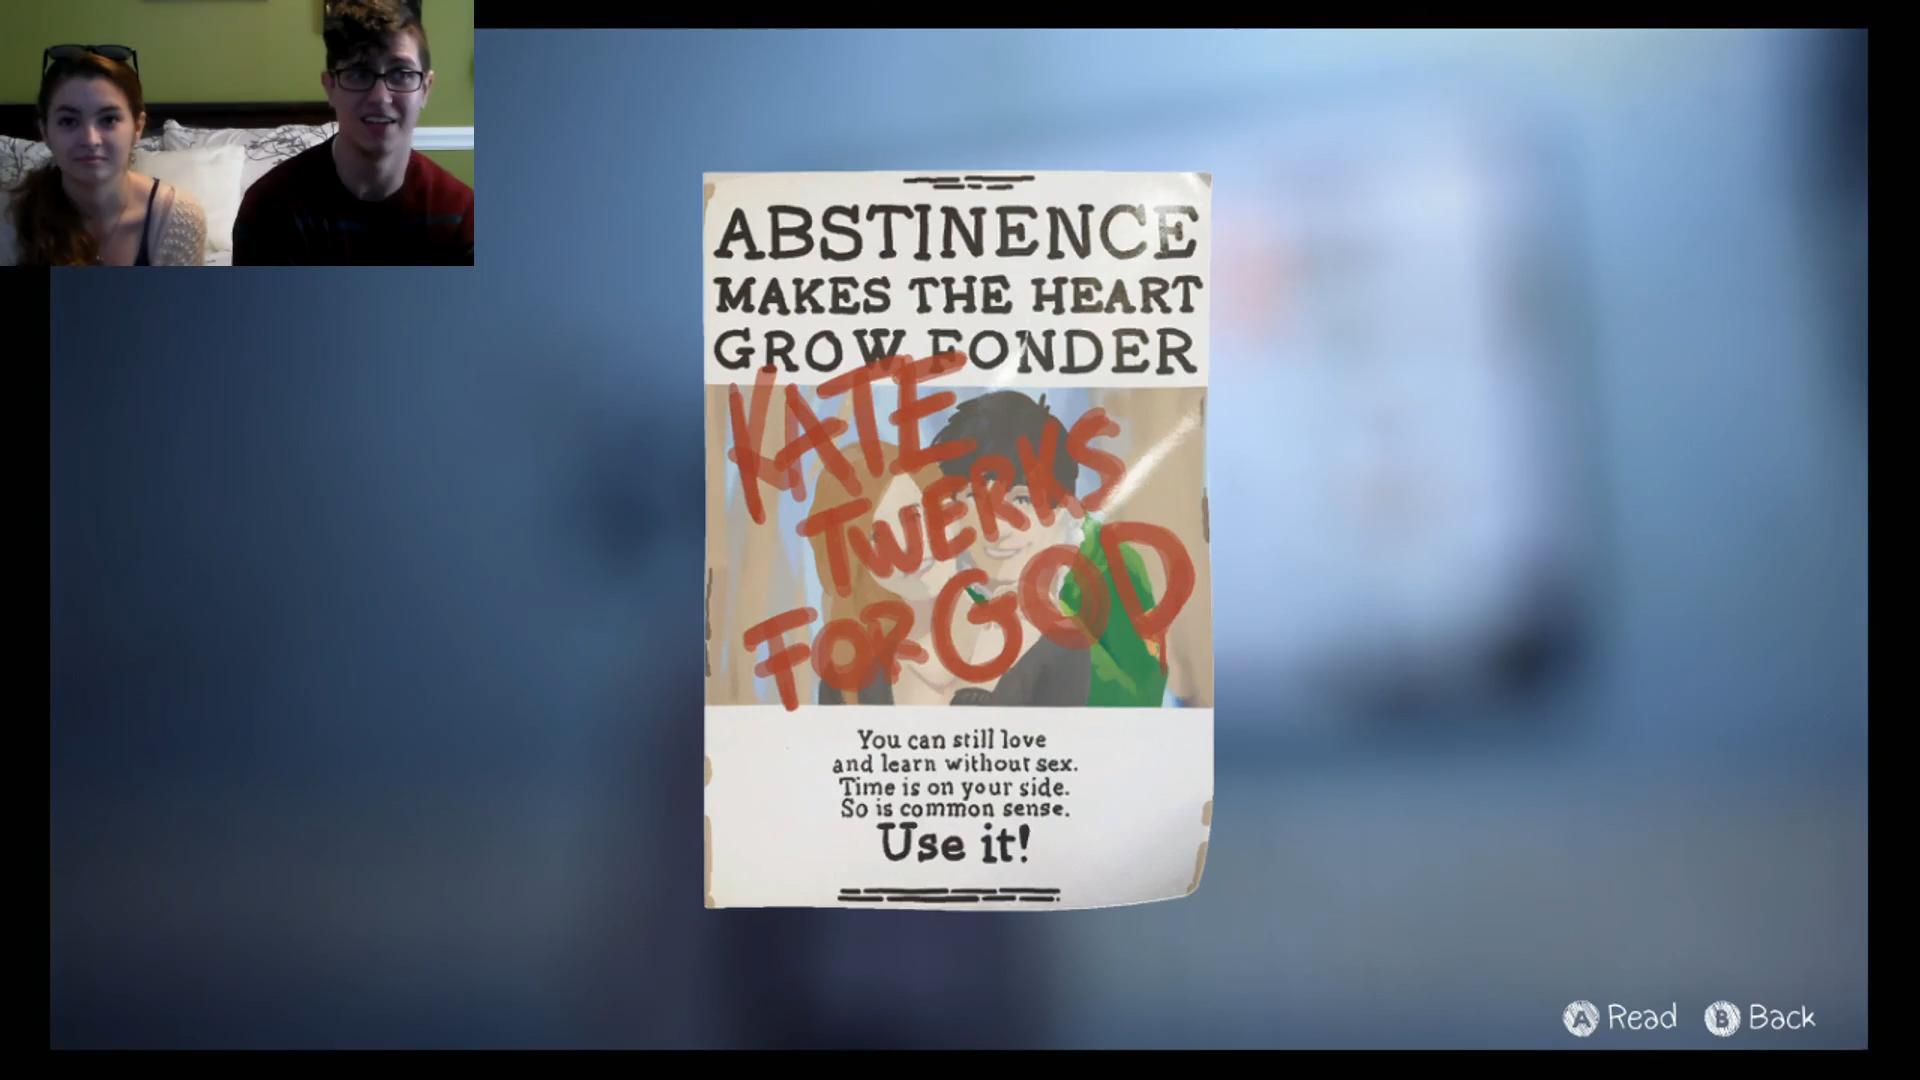 ABSTINENCE
MAKES THE HEART
GROW FONDER
KATE
TWERKS
FOR GOD
You can still love
and learn without sex.
Time is on your side.
So is common sense.
Use it!
A Read B Back